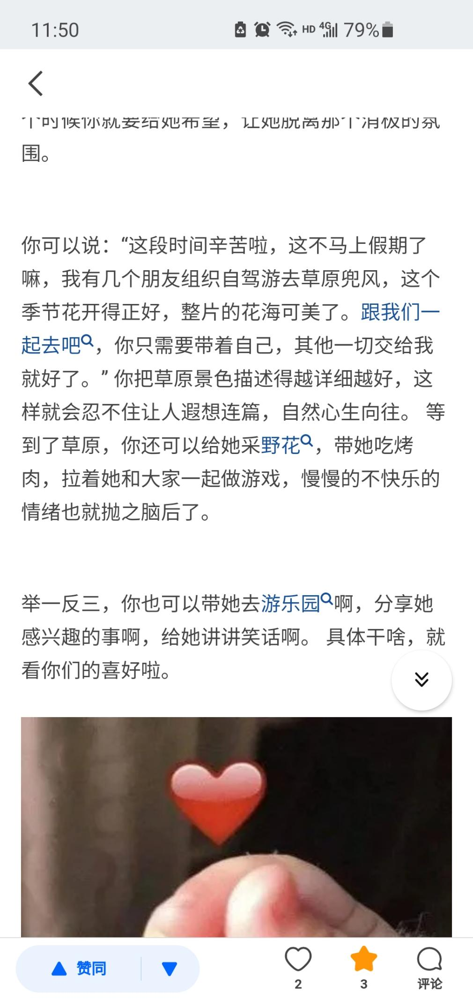 11:50
HD 4G 79%
个时候你就要给她希望，让她脱离那个消极的氛
围。
你可以说：“这段时间辛苦啦，这不马上假期了
嘛，我有几个朋友组织自驾游去草原兜风，这个
季节花开得正好，整片的花海可美了。跟我们一
起去吧，你只需要带着自己，其他一切交给我
就好了。” 你把草原景色描述得越详细越好，这
样就会忍不住让人遐想连篇，自然心生向往。 等
到了草原，你还可以给她采野花，带她吃烤
肉，拉着她和大家一起做游戏，慢慢的不快乐的
情绪也就抛之脑后了。
举一反三，你也可以带她去游乐园啊，分享她
感兴趣的事啊，给她讲讲笑话啊。 具体干啥，就
看你们的喜好啦。
赞同
2
3
评论